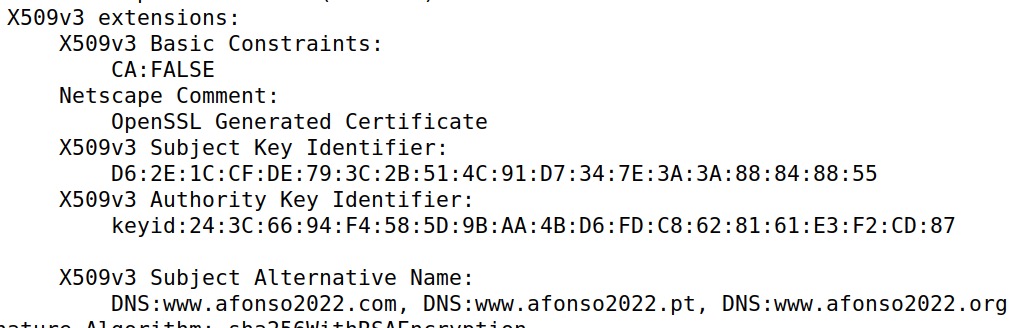 X509v3 extensions:
X509v3 Basic Constraints:
CA:FALSE
Netscape Comment:
OpenSSL Generated Certificate
X509v3 Subject Key Identifier:
D6:2E:1C:CF:DE:79:3C:2B:51:4C:91:D7:34:7E:3A:3A:88:84:88:55
X509v3 Authority Key Identifier:
keyid:24:3C:66:94:F4:58:5D:9B:AA:4B:D6:FD:C8:62:81:61:E3:F2:CD:87
X509v3 Subject Alternative Name:
DNS:www.afonso2022.com, DNS:www.afonso2022.pt, DNS:www.afonso2022.org
Algorithm: sha256WithRSAEncryption